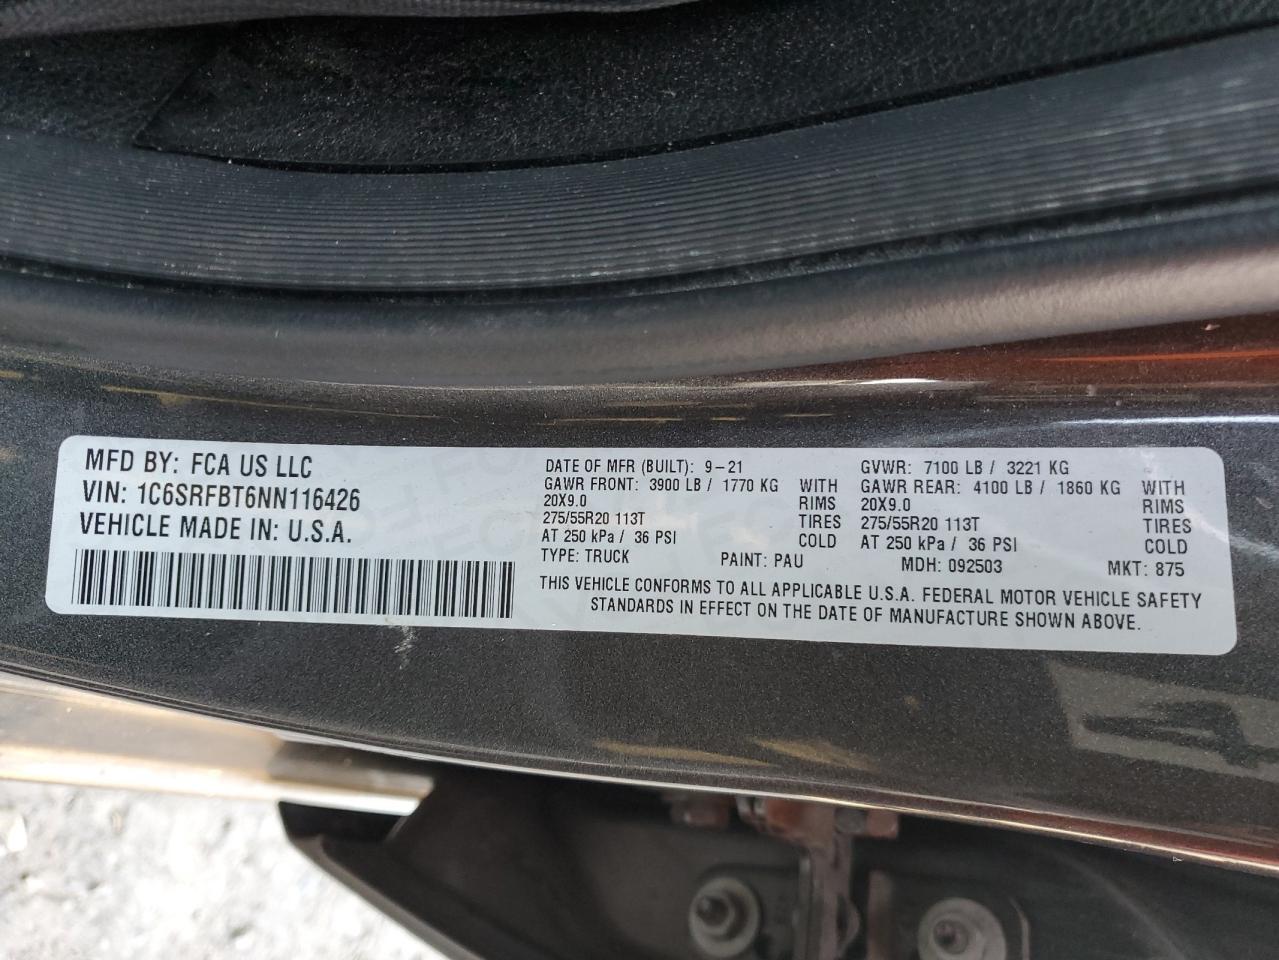 MFD BY: FCA US LLC
VIN: 1C6SRFBT6NN116426
VEHICLE MADE IN: U.S.A.
DATE OF MFR (BUILT): 9-21
GAWR FRONT: 3900 LB / 1770 KG WITH
20X9.0 RIMS
275/55R20 113T TIRES
AT 250 kPa / 36 PSI COLD
TYPE: TRUCK PAINT: PAU
GVWR: 7100 LB / 3221 KG
GAWR REAR: 4100 LB / 1860 KG WITH
20X9.0 RIMS
275/55R20 113T TIRES
AT 250 kPa / 36 PSI COLD
MDH: 092503 MKT: 875
THIS VEHICLE CONFORMS TO ALL APPLICABLE U.S.A. FEDERAL MOTOR VEHICLE SAFETY
STANDARDS IN EFFECT ON THE DATE OF MANUFACTURE SHOWN ABOVE.